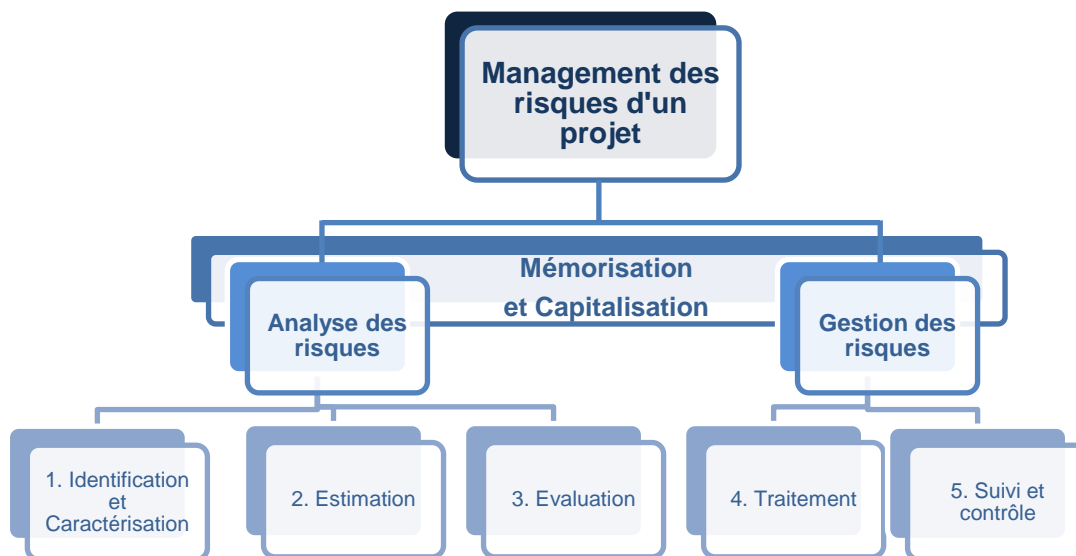 Management des
risques d'un
projet
Mémorisation
et Capitalisation
Analyse des
risques
Gestion des
risques
1. Identification
et
Caractérisation
2. Estimation
3. Evaluation
4. Traitement
5. Suivi et
contrôle